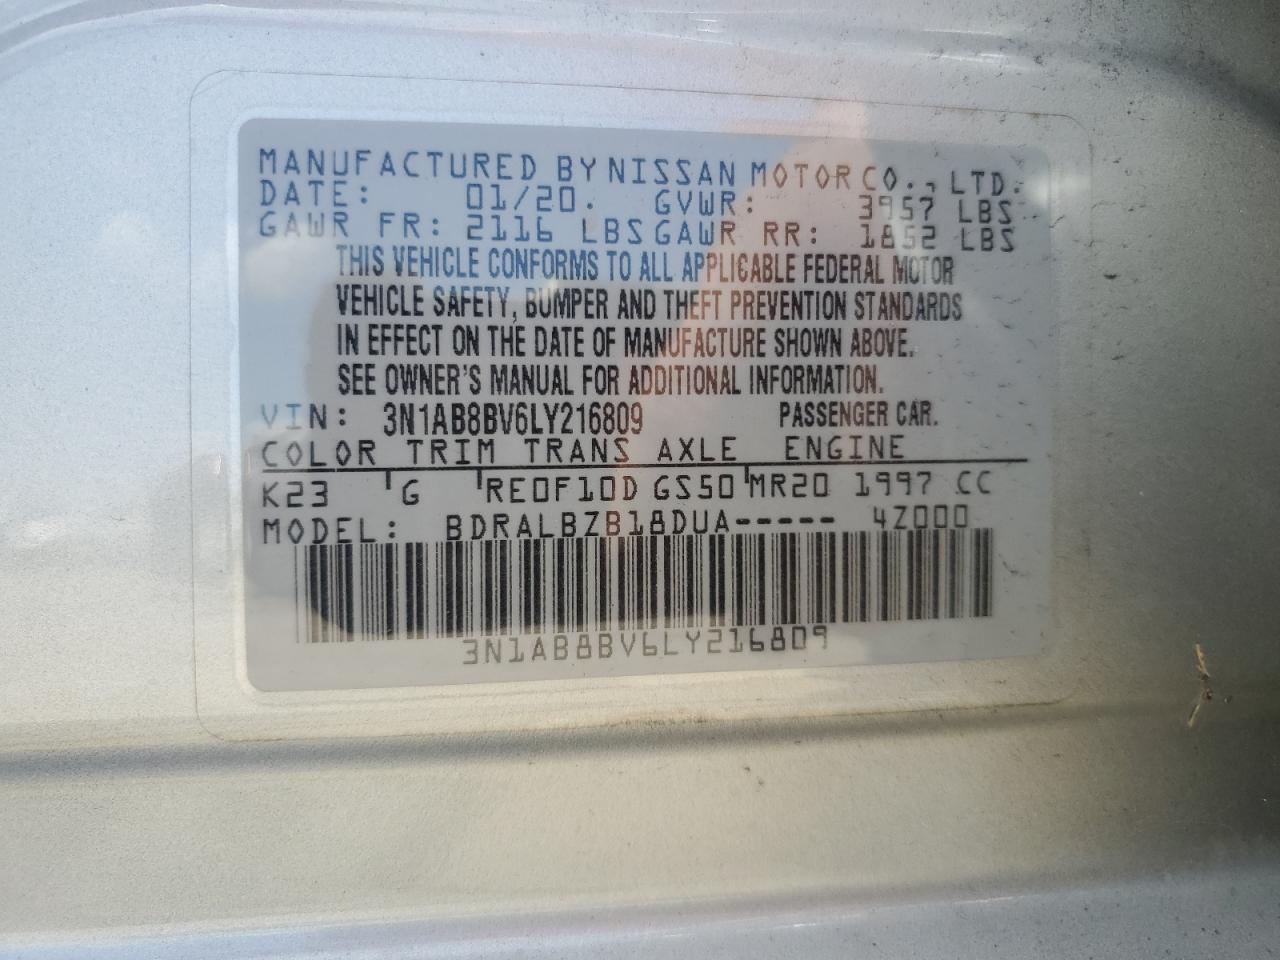 MANUFACTURED BY NISSAN MOTOR CO., LTD.
DATE: 01/20. GVWR: 3957 LBS
GAWR FR: 2116 LBS GAWR RR: 1852 LBS
THIS VEHICLE CONFORMS TO ALL APPLICABLE FEDERAL MOTOR
VEHICLE SAFETY, BUMPER AND THEFT PREVENTION STANDARDS
IN EFFECT ON THE DATE OF MANUFACTURE SHOWN ABOVE.
SEE OWNER'S MANUAL FOR ADDITIONAL INFORMATION.
VIN: 3N1AB8BV6LY216809 PASSENGER CAR.
COLOR TRIM TRANS AXLE ENGINE
K23 G RE0F10D GS50 MR20 1997 CC
MODEL: BDRALBZB18DUA----- 4Z000
3N1AB8BV6LY216809